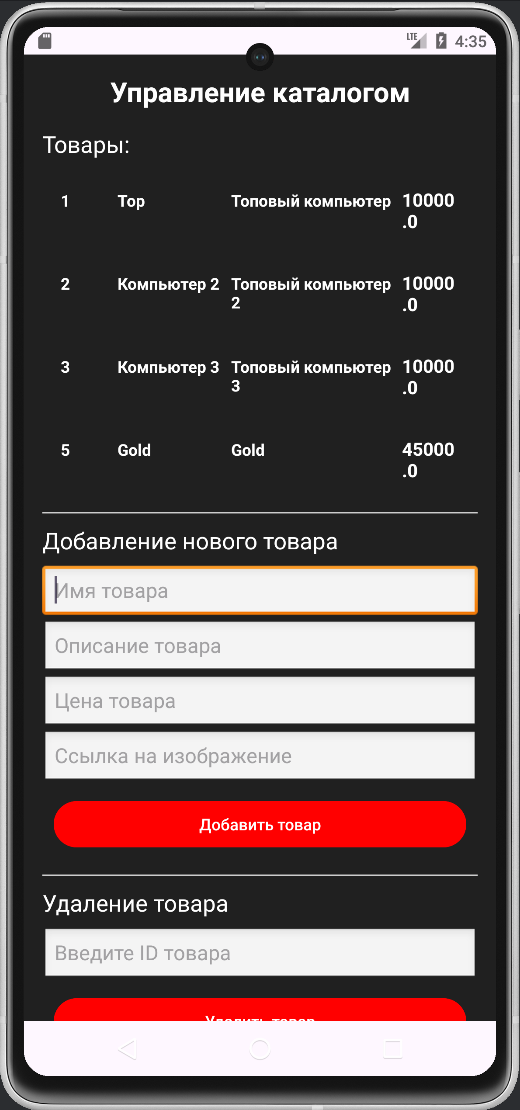 LTE 4:35
Управление каталогом
Товары:
1 Top Топовый компьютер 10000
.0
2 Компьютер 2 Топовый компьютер 10000
2 .0
3 Компьютер 3 Топовый компьютер 10000
3 .0
5 Gold Gold 45000
.0
Добавление нового товара
Имя товара
Описание товара
Цена товара
Ссылка на изображение
Добавить товар
Удаление товара
Введите ID товара
Удалить товар